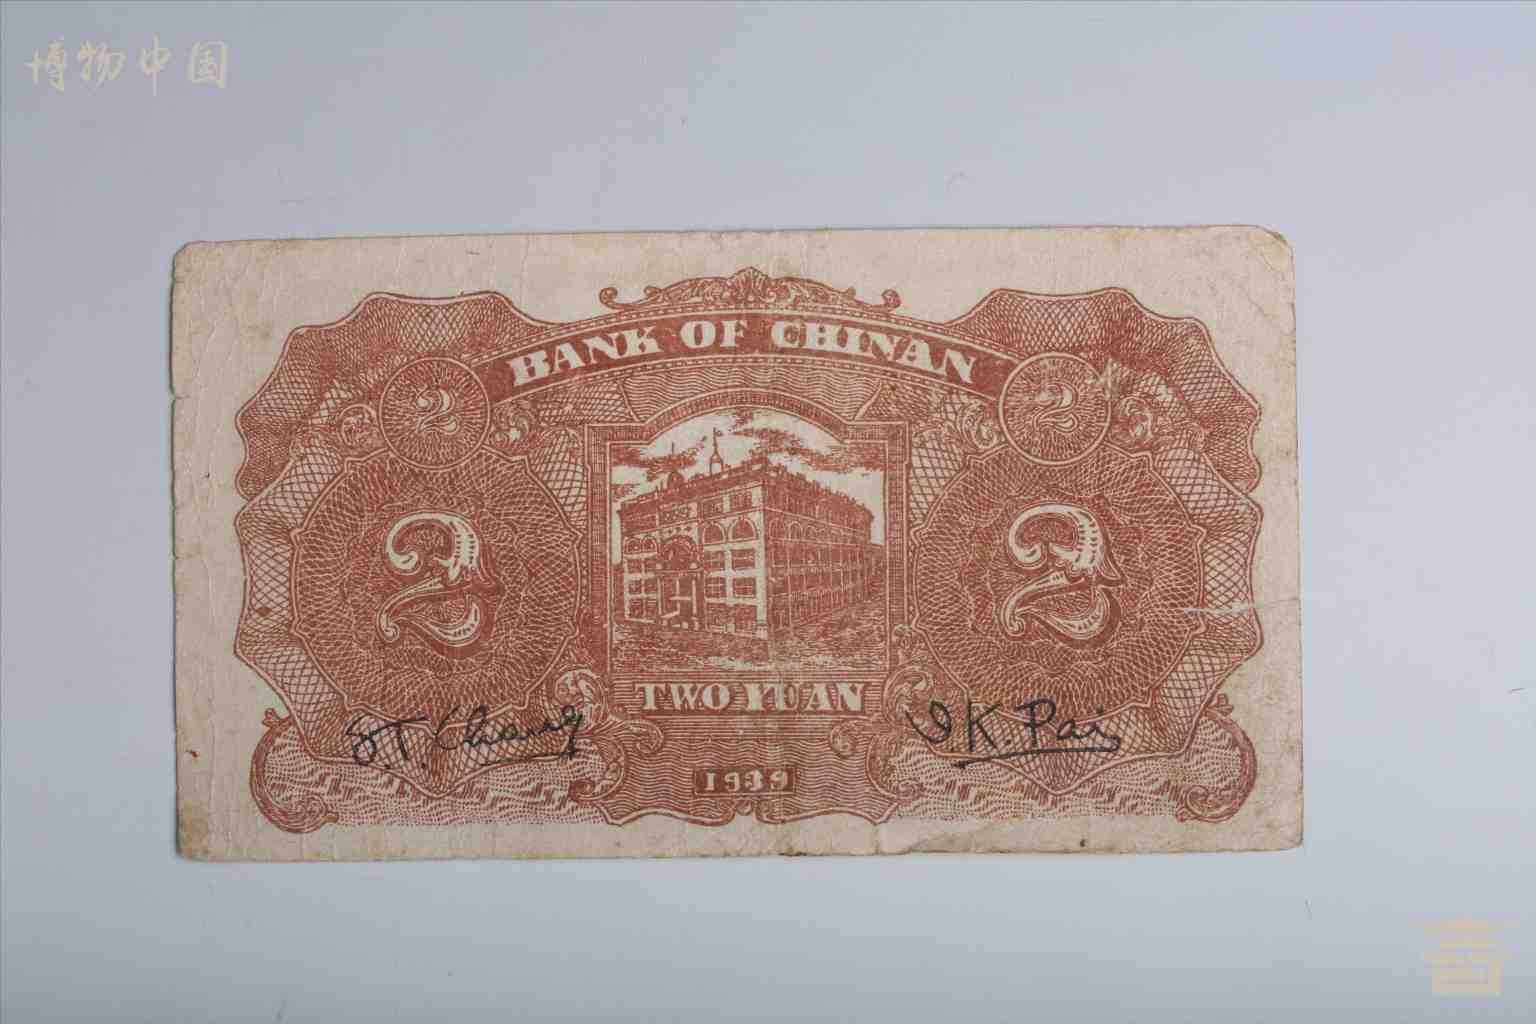 博物中国
BANK OF CHINAN
2 2
2 2
TWO YUAN
S.T. Chang K. Pai
1939